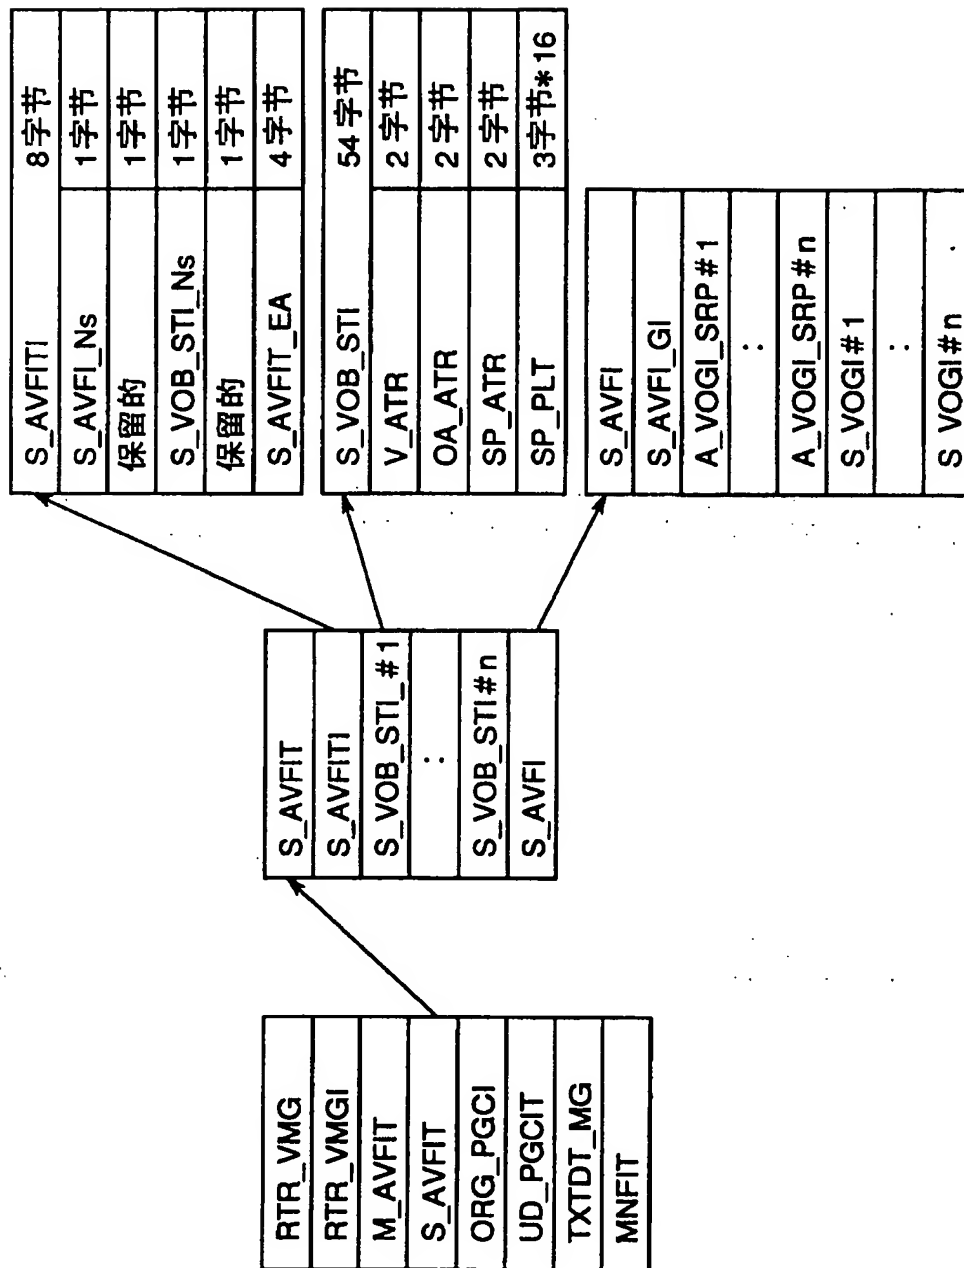 RTR_VMG
RTR_VMGI
M_AVFIT
S_AVFIT
ORG_PGCI
UD_PGCIT
TXTDT_MG
MNFIT
S_AVFIT
S_AVFITI
S_VOB_STI_#1
:
S_VOB_STI#n
S_AVFI
S_AVFITI 8字节
S_AVFI_Ns 1字节
保留的 1字节
S_VOB_STI_Ns 1字节
保留的 1字节
S_AVFIT_EA 4字节
S_VOB_STI 54字节
V_ATR 2字节
OA_ATR 2字节
SP_ATR 2字节
SP_PLT 3字节*16
S_AVFI
S_AVFI_GI
A_VOGI_SRP#1
:
A_VOGI_SRP#n
S_VOGI#1
:
S_VOGI#n